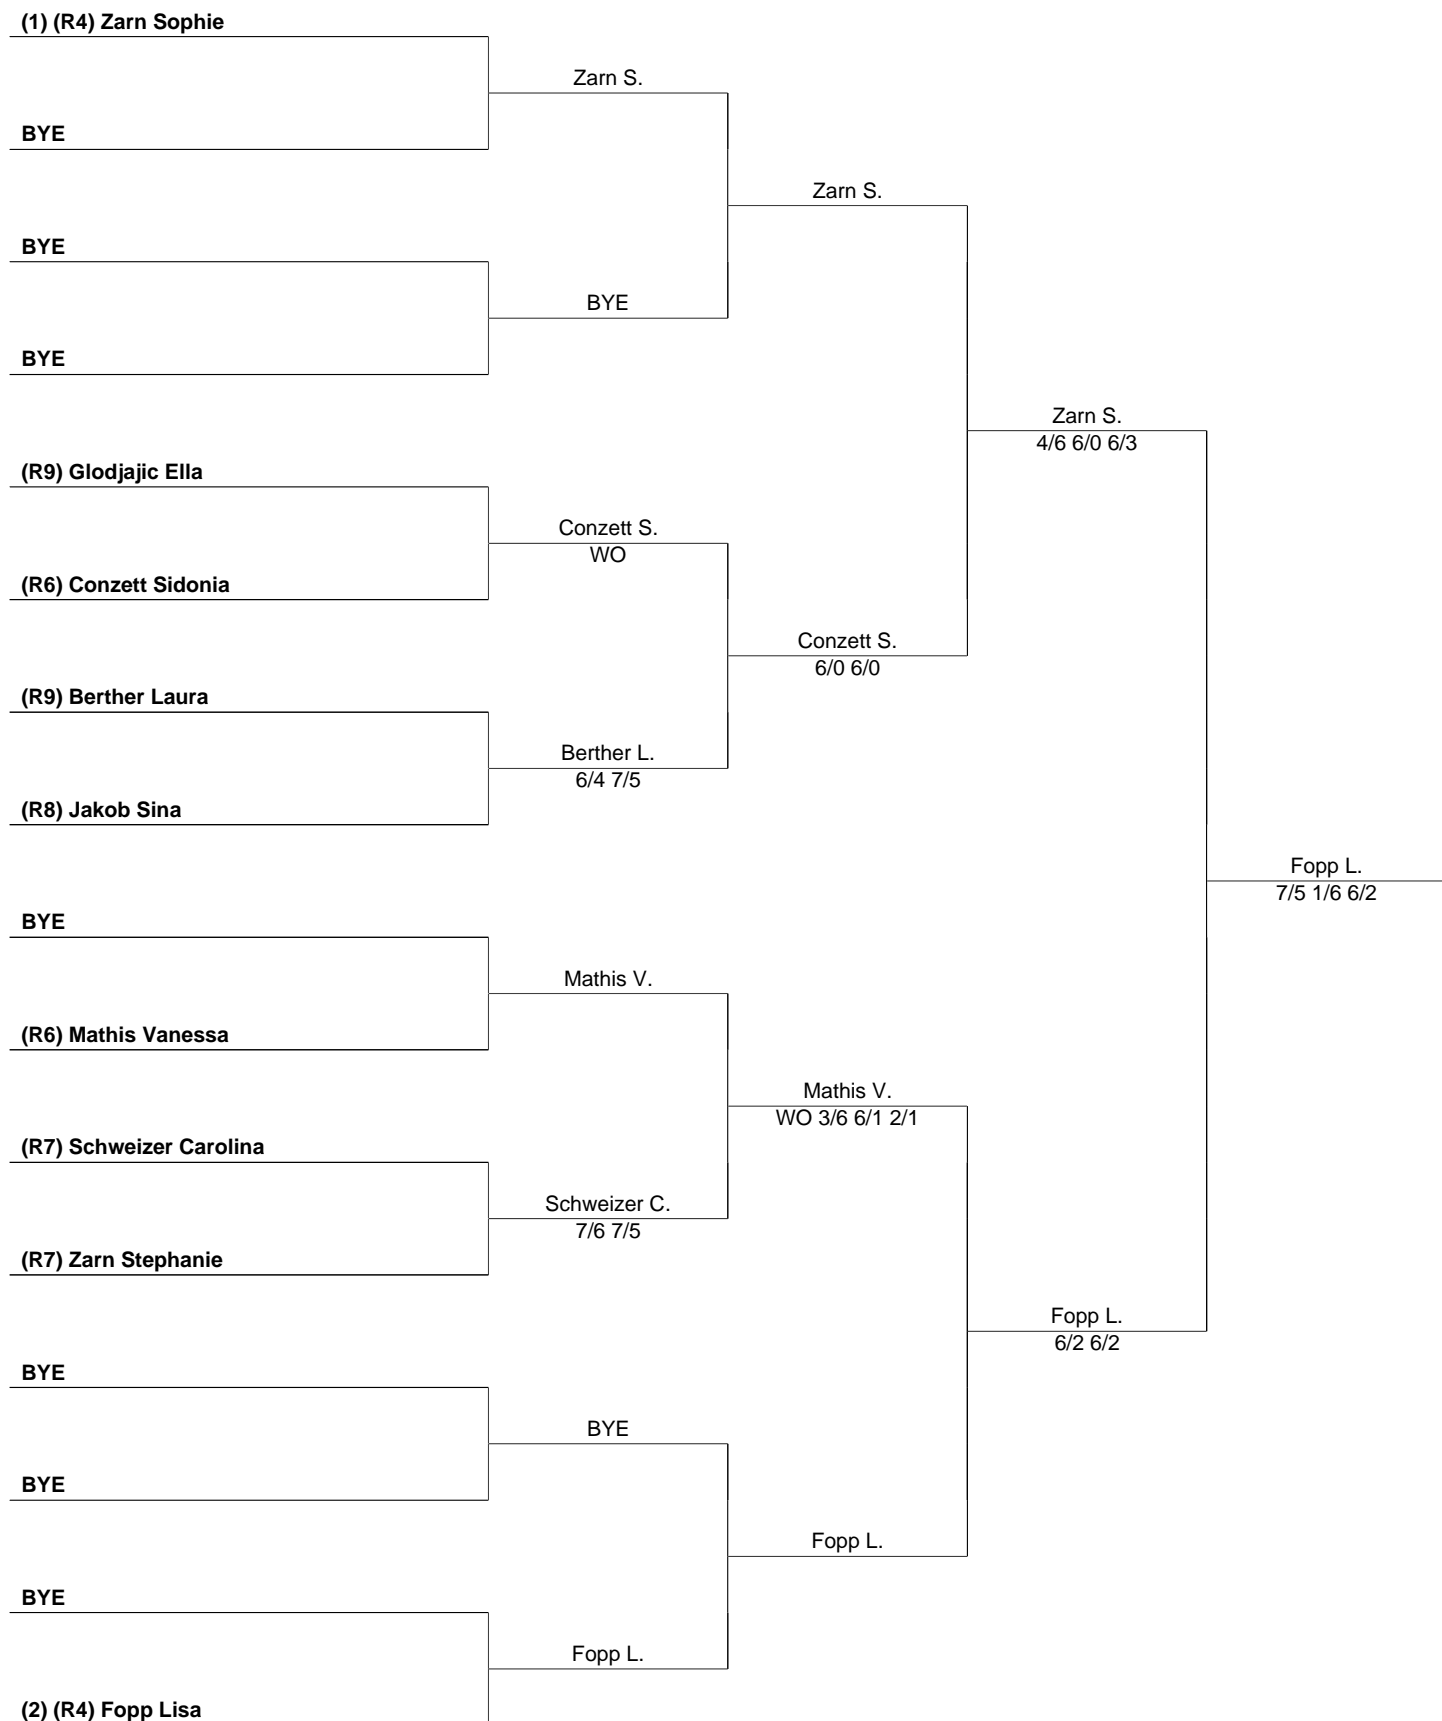 (1) (R4) Zarn Sophie
Zarn S.
BYE
Zarn S.
BYE
BYE
BYE
Zarn S.
4/6 6/0 6/3
(R9) Glodjajic Ella
Conzett S.
WO
(R6) Conzett Sidonia
Conzett S.
6/0 6/0
(R9) Berther Laura
Berther L.
6/4 7/5
(R8) Jakob Sina
Fopp L.
7/5 1/6 6/2
BYE
Mathis V.
(R6) Mathis Vanessa
Mathis V.
WO 3/6 6/1 2/1
(R7) Schweizer Carolina
Schweizer C.
7/6 7/5
(R7) Zarn Stephanie
Fopp L.
6/2 6/2
BYE
BYE
BYE
Fopp L.
BYE
Fopp L.
(2) (R4) Fopp Lisa